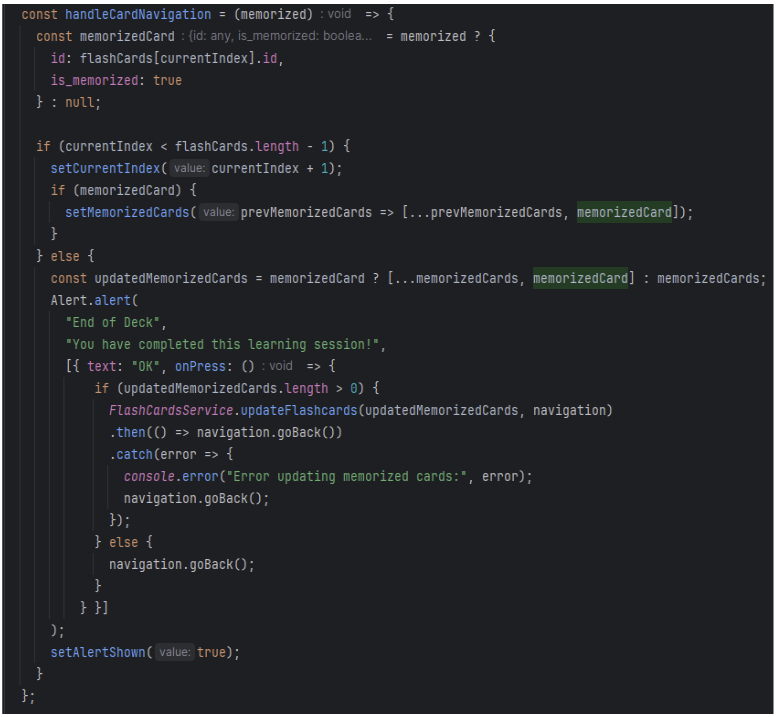 const handleCardNavigation = (memorized) : void => {
const memorizedCard : {id: any, is_memorized: boolea... = memorized ? {
id: flashCards[currentIndex].id,
is_memorized: true
} : null;
if (currentIndex < flashCards.length - 1) {
setCurrentIndex( value: currentIndex + 1);
if (memorizedCard) {
setMemorizedCards( value: prevMemorizedCards => [...prevMemorizedCards, memorizedCard]);
}
} else {
const updatedMemorizedCards = memorizedCard ? [...memorizedCards, memorizedCard] : memorizedCards;
Alert.alert(
"End of Deck",
"You have completed this learning session!",
[{ text: "OK", onPress: () : void => {
if (updatedMemorizedCards.length > 0) {
FlashCardsService.updateFlashcards(updatedMemorizedCards, navigation)
.then(() => navigation.goBack())
.catch(error => {
console.error("Error updating memorized cards:", error);
navigation.goBack();
});
} else {
navigation.goBack();
}
} }]
);
setAlertShown( value: true);
}
};